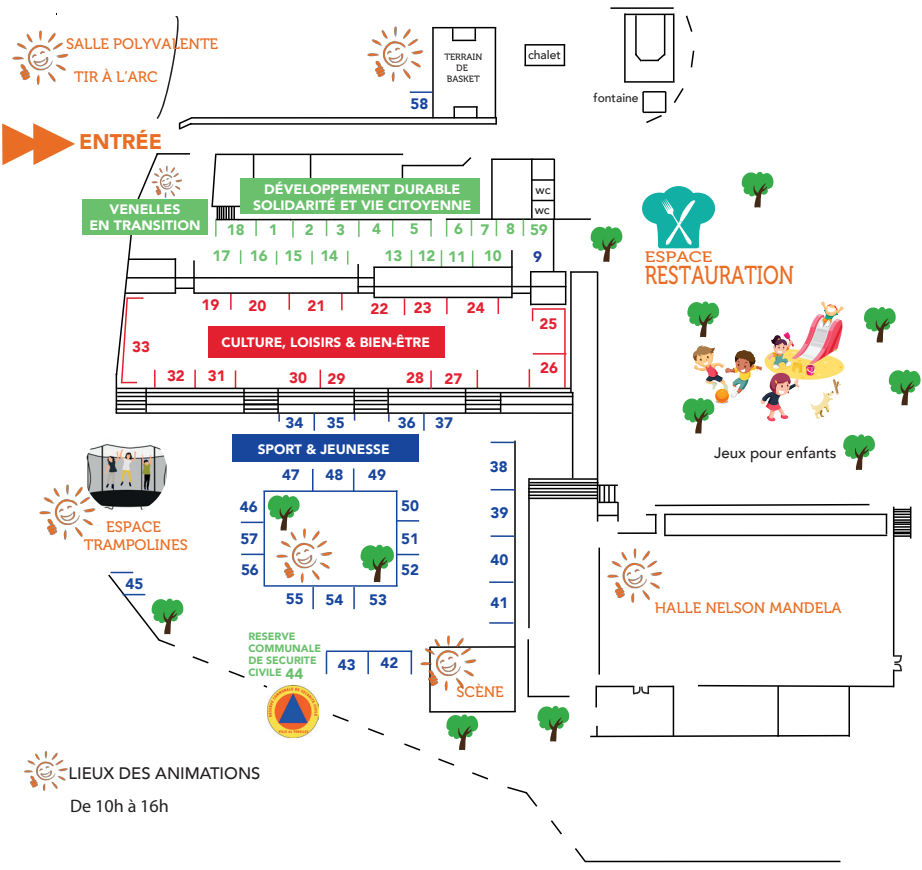 SALLE POLYVALENTE
TIR À L'ARC
TERRAIN
DE
BASKET
chalet
58
fontaine
ENTRÉE
DÉVELOPPEMENT DURABLE
SOLIDARITÉ ET VIE CITOYENNE
wc
wc
VENELLES
EN TRANSITION
18 1 2 3 4 5 6 7 8 59
17 16 15 14 13 12 11 10 9
ESPACE
RESTAURATION
19 20 21 22 23 24
25
CULTURE, LOISIRS & BIEN-ÊTRE
33
26
32 31 30 29 28 27
34 35 36 37
SPORT & JEUNESSE
Jeux pour enfants
38
47 48 49
46
50
39
57
51
56
52
40
ESPACE
TRAMPOLINES
45
55 54 53
41
HALLE NELSON MANDELA
RESERVE
COMMUNALE
DE SECURITE
CIVILE 44
43 42
SCÈNE
LIEUX DES ANIMATIONS
De 10h à 16h